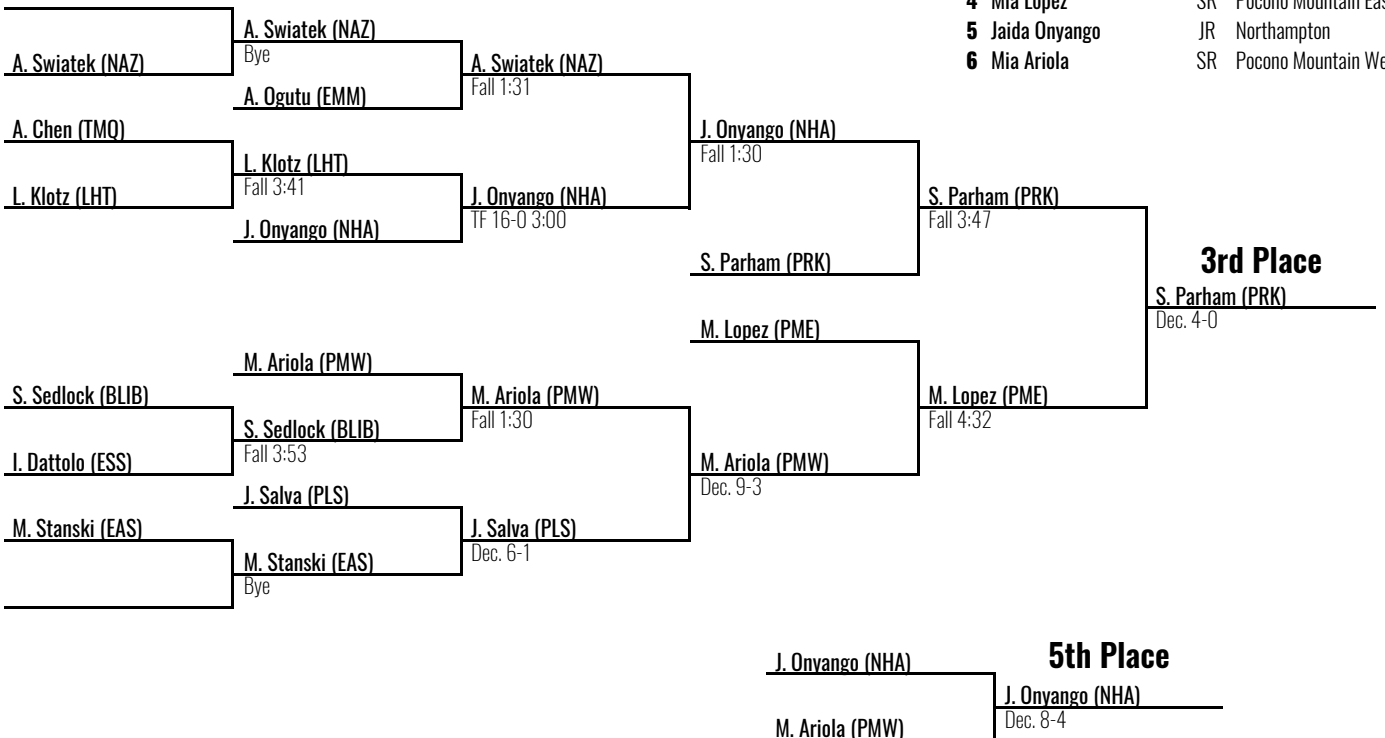 4 Mia Lopez SR Pocono Mountain
5 Jaida Onyango JR Northampton
6 Mia Ariola SR Pocono Mountain
A. Swiatek (NAZ)
Bye
A. Swiatek (NAZ)
A. Swiatek (NAZ)
Fall 1:31
A. Ogutu (EMM)
A. Chen (TMQ)
J. Onyango (NHA)
Fall 1:30
L. Klotz (LHT)
Fall 3:41
L. Klotz (LHT)
J. Onyango (NHA)
TF 16-0 3:00
S. Parham (PRK)
Fall 3:47
J. Onyango (NHA)
S. Parham (PRK)
3rd Place
S. Parham (PRK)
Dec. 4-0
M. Lopez (PME)
M. Ariola (PMW)
S. Sedlock (BLIB)
M. Ariola (PMW)
Fall 1:30
M. Lopez (PME)
Fall 4:32
S. Sedlock (BLIB)
Fall 3:53
I. Dattolo (ESS)
M. Ariola (PMW)
Dec. 9-3
J. Salva (PLS)
M. Stanski (EAS)
J. Salva (PLS)
Dec. 6-1
M. Stanski (EAS)
Bye
5th Place
J. Onyango (NHA)
J. Onyango (NHA)
Dec. 8-4
M. Ariola (PMW)